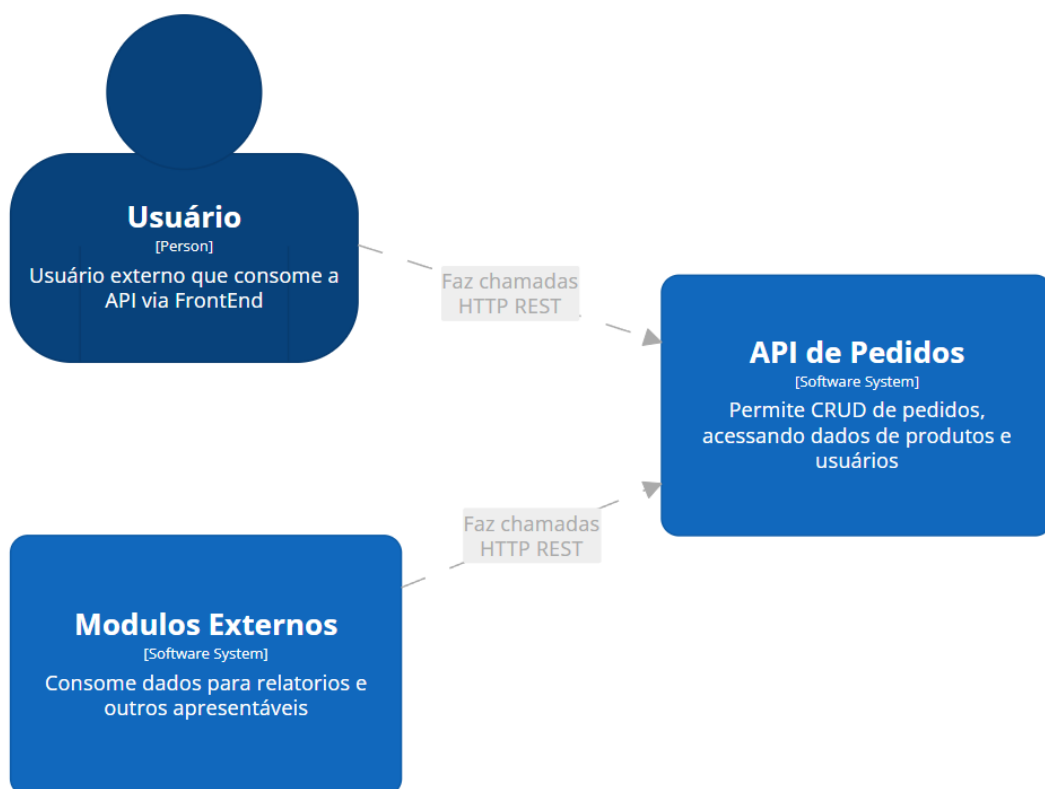 Usuário
[Person]
Usuário externo que consome a
API via FrontEnd
Faz chamadas
HTTP REST
API de Pedidos
[Software System]
Permite CRUD de pedidos,
acessando dados de produtos e
usuários
Faz chamadas
HTTP REST
Modulos Externos
[Software System]
Consome dados para relatorios e
outros apresentáveis